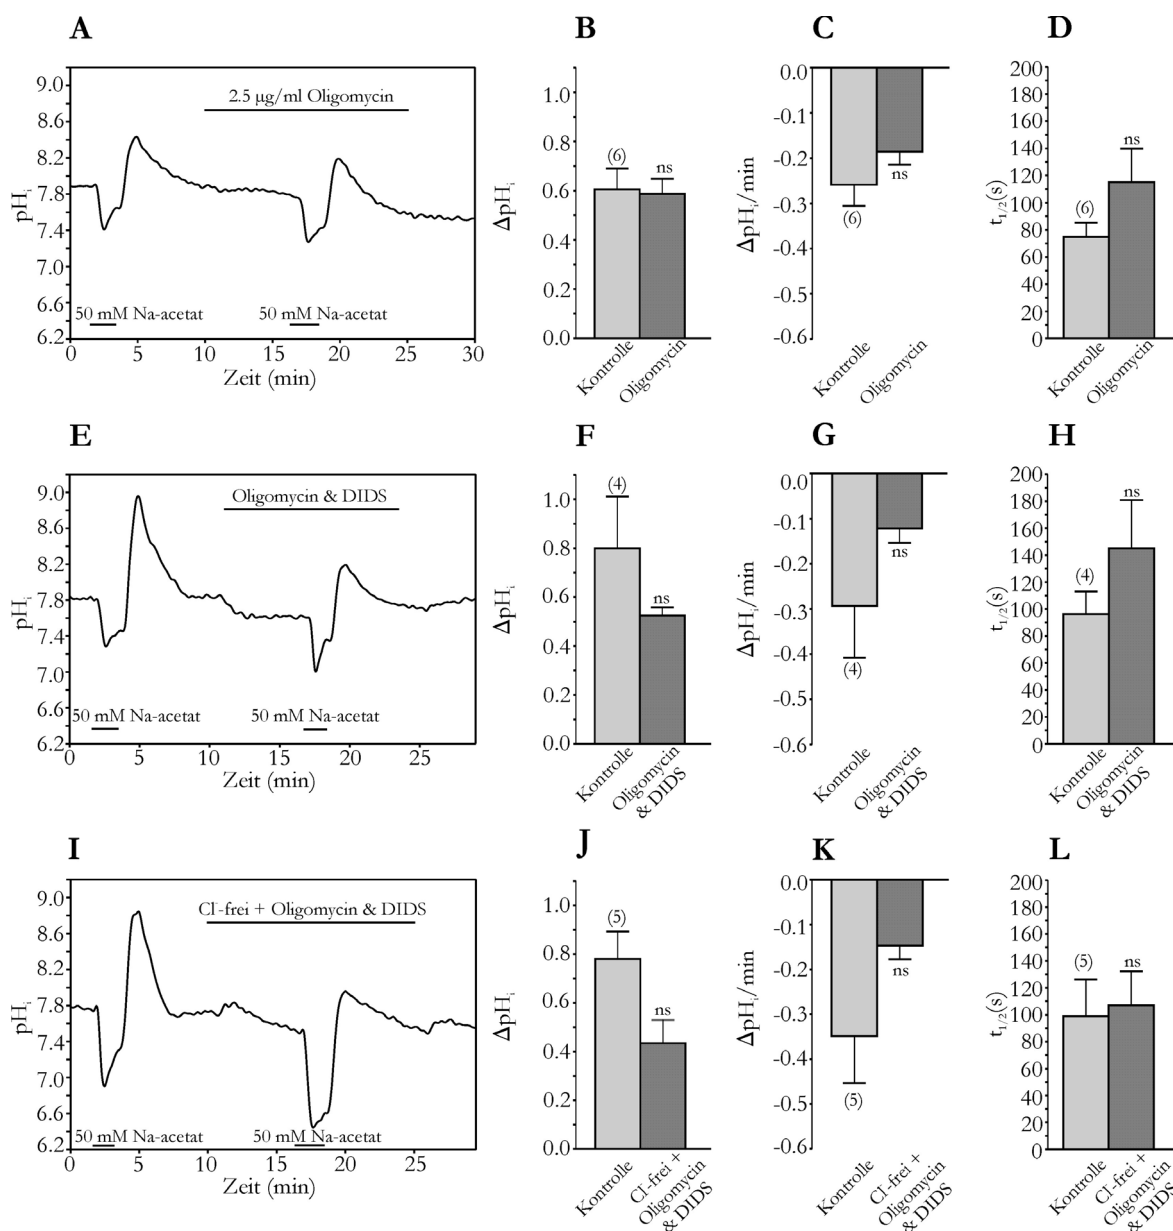 A
9.0
8.6
8.2
7.8
7.4
7.0
6.6
6.2
pHi
2.5 µg/ml Oligomycin
50 mM Na-acetat
50 mM Na-acetat
0
5
10
15
20
25
30
Zeit (min)
B
1.0
0.8
0.6
0.6
0.4
0.2
0.0
ΔpHi
(6)
ns
Kontrolle
Oligomycin
C
0.0
-0.1
-0.2
-0.3
-0.4
-0.5
-0.6
ΔpHi/min
(6)
ns
Kontrolle
Oligomycin
D
200
180
160
140
120
100
80
60
40
20
0
t1/2(s)
(6)
ns
Kontrolle
Oligomycin
E
9.0
8.6
8.2
7.8
7.4
7.0
6.6
6.2
pHi
Oligomycin & DIDS
50 mM Na-acetat
50 mM Na-acetat
0
5
10
15
20
25
Zeit (min)
F
1.0
0.8
0.6
0.4
0.2
0.0
ΔpHi
(4)
ns
Kontrolle
Oligomycin
& DIDS
G
0.0
-0.1
-0.2
-0.3
-0.4
-0.5
-0.6
ΔpHi/min
(4)
ns
Kontrolle
Oligomycin
& DIDS
H
200
180
160
140
120
100
80
60
40
20
0
t1/2(s)
(4)
ns
Kontrolle
Oligomycin
& DIDS
I
9.0
8.6
8.2
7.8
7.4
7.0
6.6
6.2
pHi
Cl⁻-frei + Oligomycin & DIDS
50 mM Na-acetat
50 mM Na-acetat
0
5
10
15
20
25
Zeit (min)
J
1.0
0.8
0.6
0.4
0.2
0.0
ΔpHi
(5)
ns
Kontrolle
Cl⁻-frei +
Oligomycin
& DIDS
K
0.0
-0.1
-0.2
-0.3
-0.4
-0.5
-0.6
ΔpHi/min
(5)
ns
Kontrolle
Cl⁻-frei +
Oligomycin
& DIDS
L
200
180
160
140
120
100
80
60
40
20
0
t1/2(s)
(5)
ns
Kontrolle
Cl⁻-frei +
Oligomycin
& DIDS